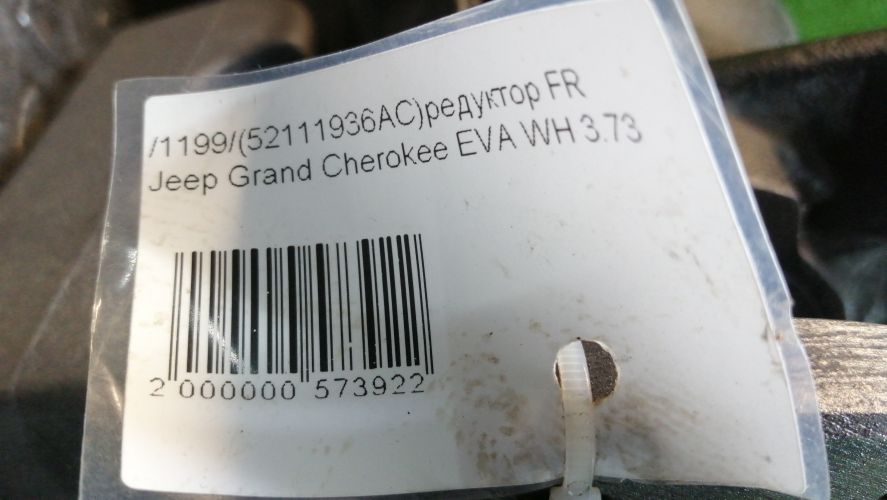 /1199/(52111936AC)редуктор FR
Jeep Grand Cherokee EVA WH 3.73
2 000000 573922